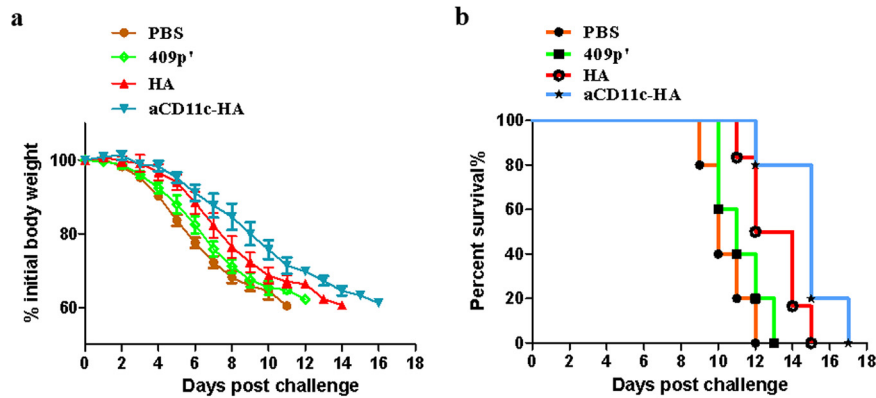 a
PBS
409p'
HA
aCD11c-HA
100
80
60
% initial body weight
0 2 4 6 8 10 12 14 16
Days post challenge
b
PBS
409p'
HA
aCD11c-HA
100
80
60
40
20
0
Percent survival%
0 2 4 6 8 10 12 14 16 18
Days post challenge